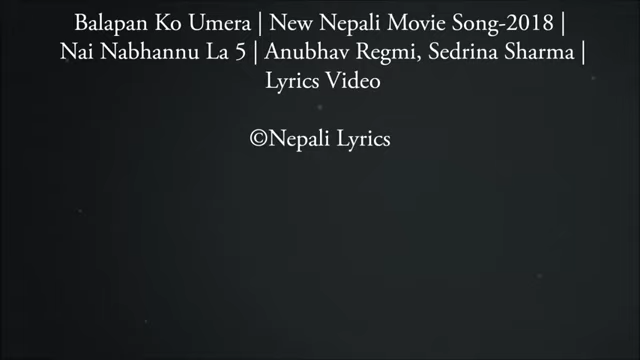 Balapan Ko Umera | New Nepali Movie Song-2018 |
Nai Nabhannu La 5 | Anubhav Regmi, Sedrina Sharma |
Lyrics Video
©Nepali Lyrics